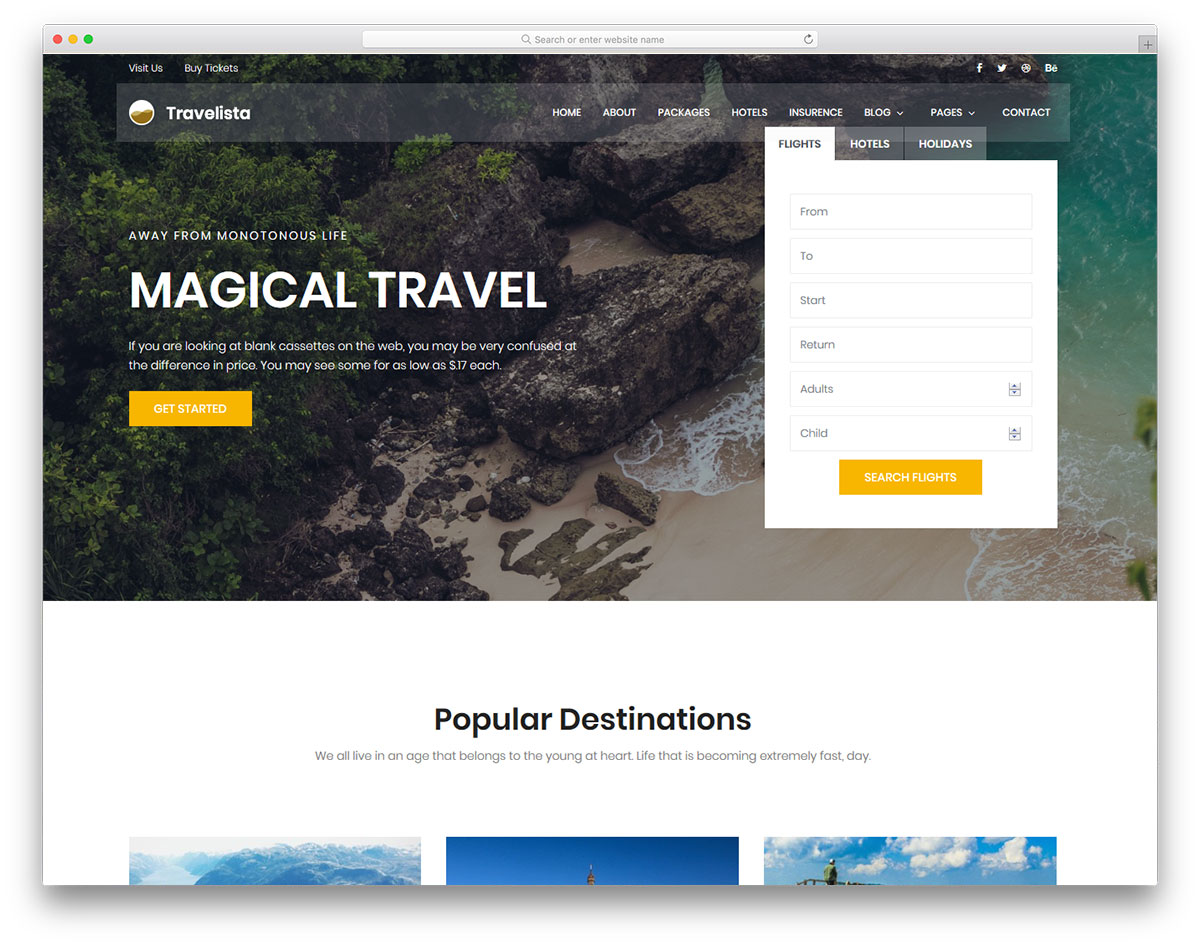 Search or enter website name
Visit Us Buy Tickets
Bē
Travelista
HOME ABOUT PACKAGES HOTELS INSURENCE BLOG PAGES CONTACT
FLIGHTS HOTELS HOLIDAYS
AWAY FROM MONOTONOUS LIFE
MAGICAL TRAVEL
If you are looking at blank cassettes on the web, you may be very confused at
the difference in price. You may see some for as low as $.17 each.
GET STARTED
From
To
Start
Return
Adults
Child
SEARCH FLIGHTS
Popular Destinations
We all live in an age that belongs to the young at heart. Life that is becoming extremely fast, day.